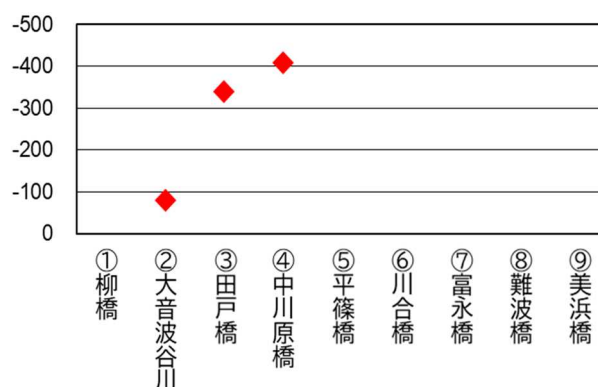 -500
-400
-300
-200
-100
0
①柳橋
②大音波谷川
③田戸橋
④中川原橋
⑤平篠橋
⑥川合橋
⑦富永橋
⑧難波橋
⑨美浜橋